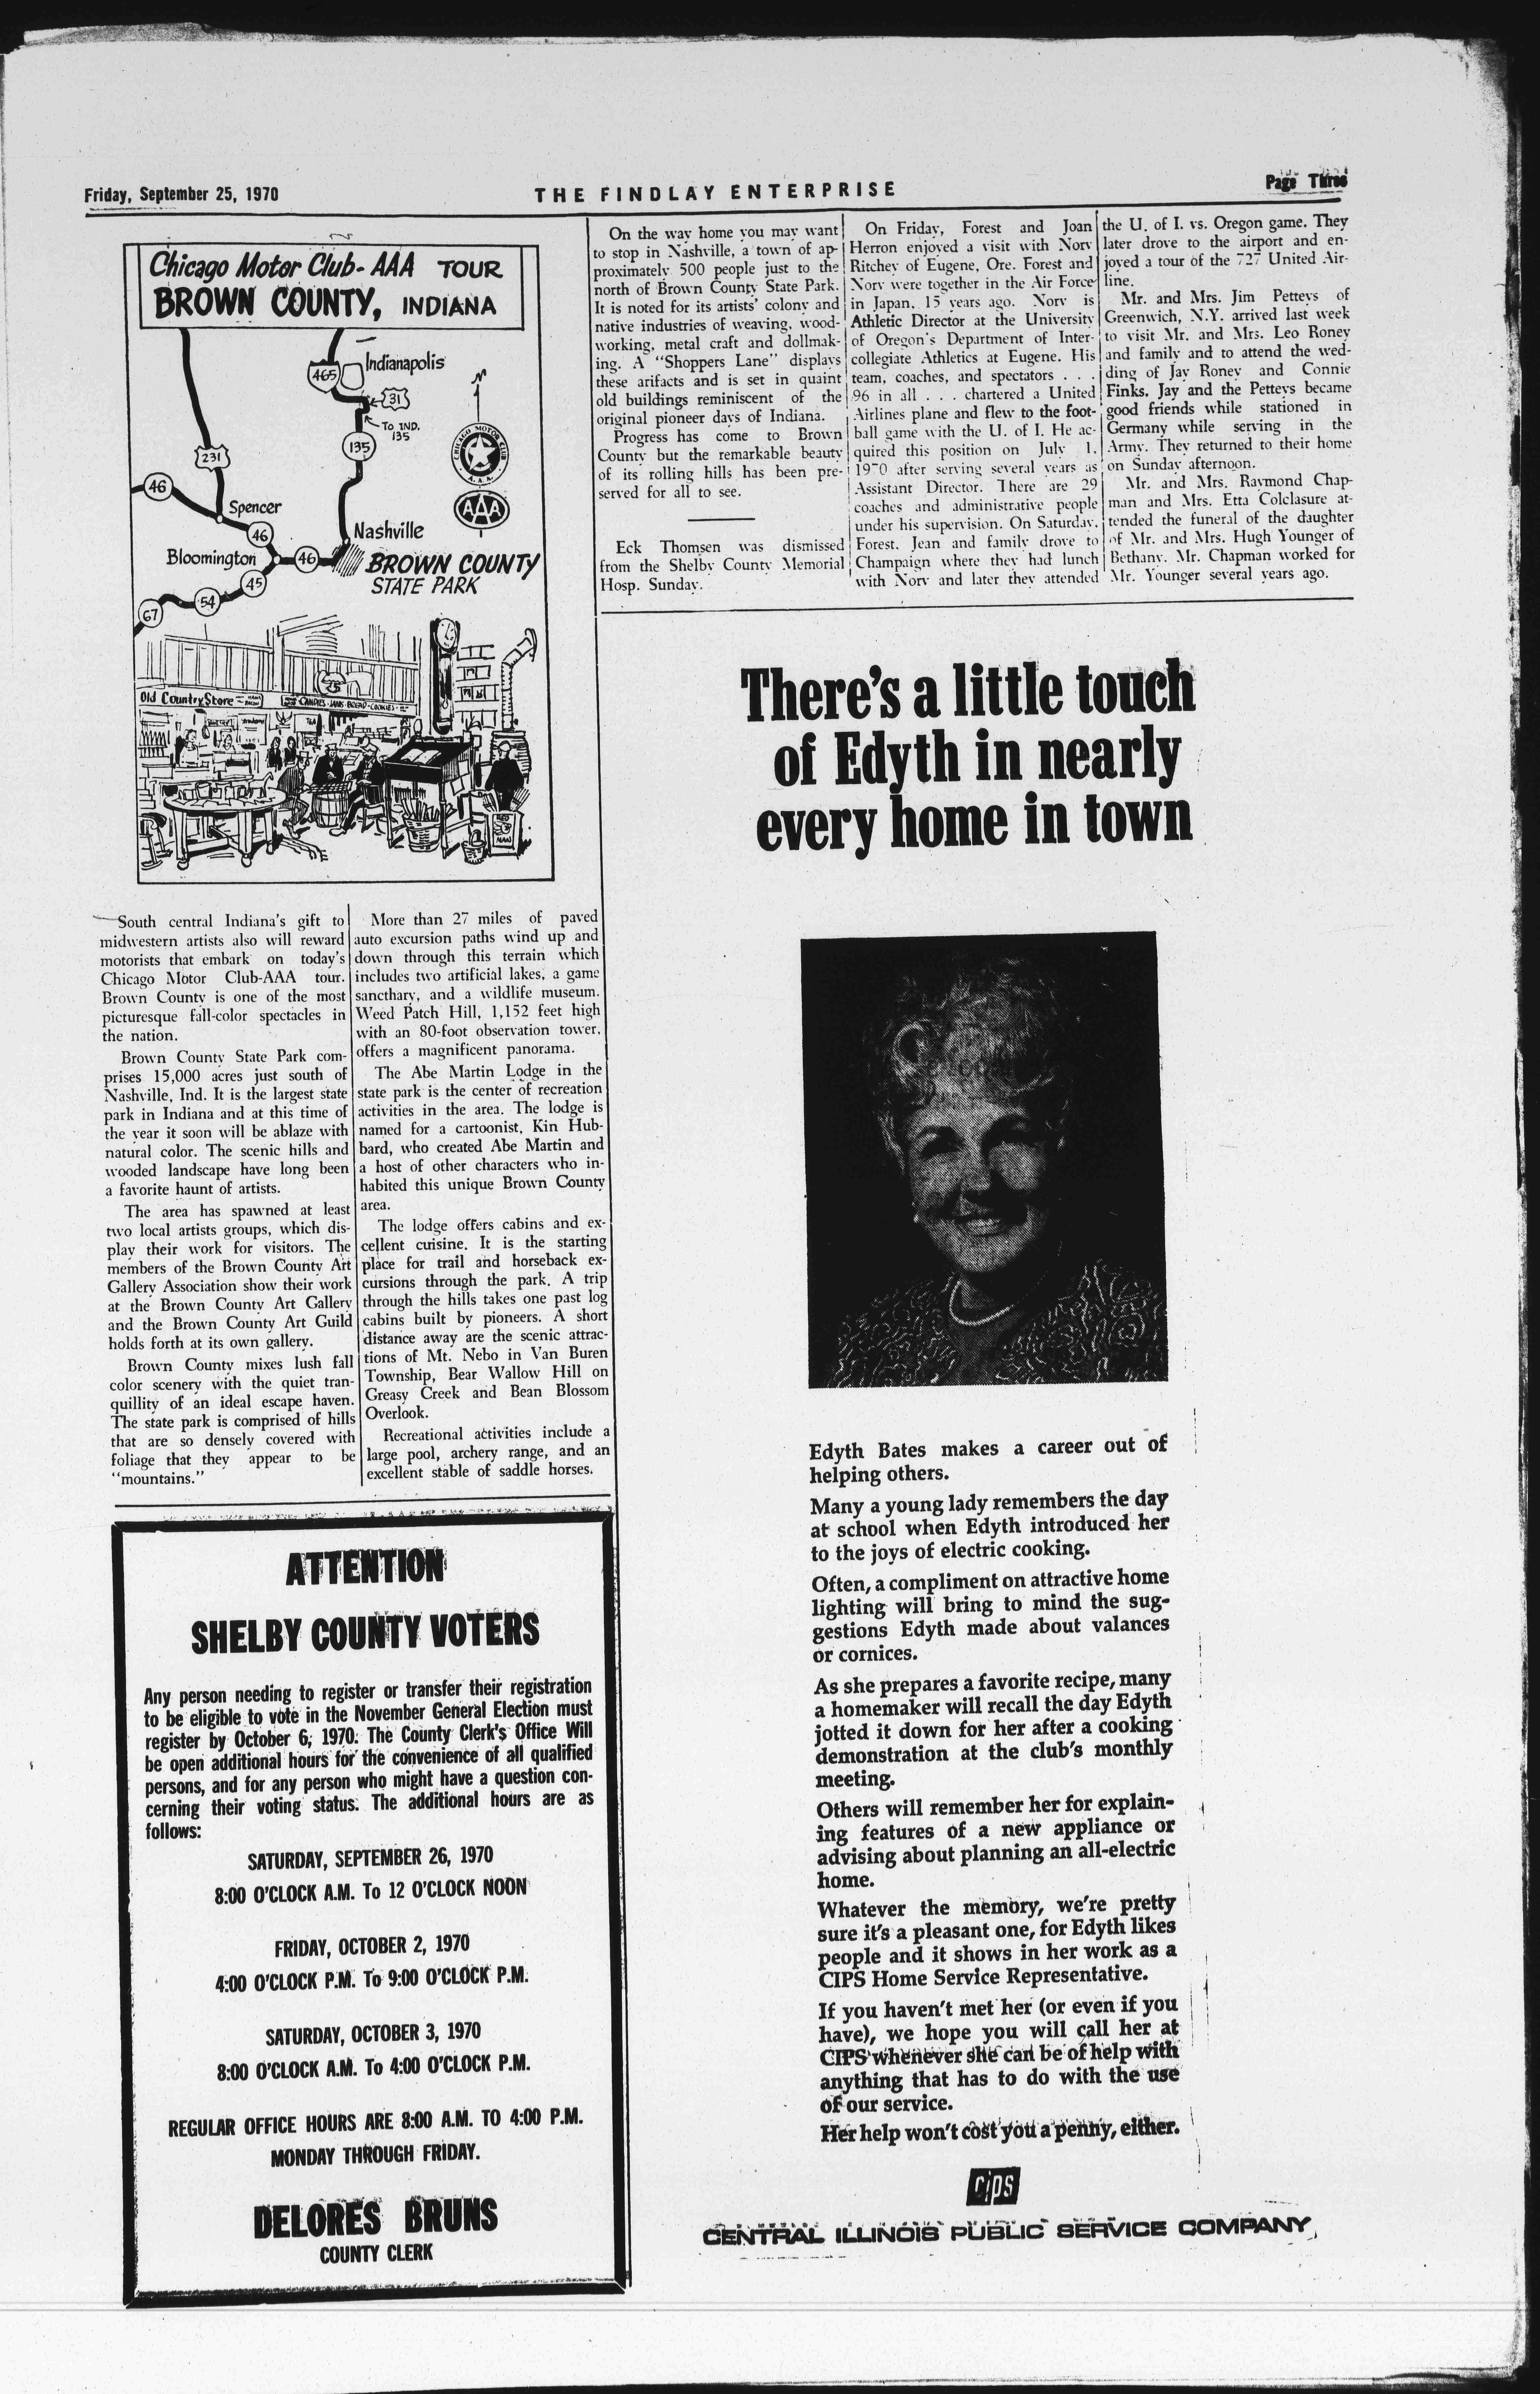 Friday, September 25, 1970
THE FINDLAY ENTERPRISE
Page Three
Chicago Motor Club-AAA TOUR
BROWN COUNTY, INDIANA
Indianapolis
465
31
TO IND.
135
135
N
CHICAGO MOTOR CLUB
A.A.A.
AAA
231
46
Spencer
46
Nashville
Bloomington
46
BROWN COUNTY
STATE PARK
45
54
67
Old Country Store
CANDIES-JAMS-BREAD-COOKIES
South central Indiana's gift to
midwestern artists also will reward
motorists that embark on today's
Chicago Motor Club-AAA tour.
Brown County is one of the most
picturesque fall-color spectacles in
the nation.
Brown County State Park com-
prises 15,000 acres just south of
Nashville, Ind. It is the largest state
park in Indiana and at this time of
the year it soon will be ablaze with
natural color. The scenic hills and
wooded landscape have long been
a favorite haunt of artists.
The area has spawned at least
two local artists groups, which dis-
play their work for visitors. The
members of the Brown County Art
Gallery Association show their work
at the Brown County Art Gallery
and the Brown County Art Guild
holds forth at its own gallery.
Brown County mixes lush fall
color scenery with the quiet tran-
quillity of an ideal escape haven.
The state park is comprised of hills
that are so densely covered with
foliage that they appear to be
"mountains."
More than 27 miles of paved
auto excursion paths wind up and
down through this terrain which
includes two artificial lakes, a game
sancthary, and a wildlife museum.
Weed Patch Hill, 1,152 feet high
with an 80-foot observation tower,
offers a magnificent panorama.
The Abe Martin Lodge in the
state park is the center of recreation
activities in the area. The lodge is
named for a cartoonist, Kin Hub-
bard, who created Abe Martin and
a host of other characters who in-
habited this unique Brown County
area.
The lodge offers cabins and ex-
cellent cuisine. It is the starting
place for trail and horseback ex-
cursions through the park. A trip
through the hills takes one past log
cabins built by pioneers. A short
distance away are the scenic attrac-
tions of Mt. Nebo in Van Buren
Township, Bear Wallow Hill on
Greasy Creek and Bean Blossom
Overlook.
Recreational activities include a
large pool, archery range, and an
excellent stable of saddle horses.
On the way home you may want
to stop in Nashville, a town of ap-
proximately 500 people just to the
north of Brown County State Park.
It is noted for its artists' colony and
native industries of weaving, wood-
working, metal craft and dollmak-
ing. A "Shoppers Lane" displays
these arifacts and is set in quaint
old buildings reminiscent of the
original pioneer days of Indiana.
Progress has come to Brown
County but the remarkable beauty
of its rolling hills has been pre-
served for all to see.
Eck Thomsen was dismissed
from the Shelby County Memorial
Hosp. Sunday.
On Friday, Forest and Joan
Herron enjoyed a visit with Norv
Ritchey of Eugene, Ore. Forest and
Norv were together in the Air Force
in Japan, 15 years ago. Norv is
Athletic Director at the University
of Oregon's Department of Inter-
collegiate Athletics at Eugene. His
team, coaches, and spectators . . .
96 in all . . . chartered a United
Airlines plane and flew to the foot-
ball game with the U. of I. He ac-
quired this position on July 1,
1970 after serving several years as
Assistant Director. There are 29
coaches and administrative people
under his supervision. On Saturday,
Forest, Jean and family drove to
Champaign where they had lunch
with Norv and later they attended
the U. of I. vs. Oregon game. They
later drove to the airport and en-
joyed a tour of the 727 United Air-
line.
Mr. and Mrs. Jim Petteys of
Greenwich, N.Y. arrived last week
to visit Mr. and Mrs. Leo Roney
and family and to attend the wed-
ding of Jay Roney and Connie
Finks. Jay and the Petteys became
good friends while stationed in
Germany while serving in the
Army. They returned to their home
on Sunday afternoon.
Mr. and Mrs. Raymond Chap-
man and Mrs. Etta Colclasure at-
tended the funeral of the daughter
of Mr. and Mrs. Hugh Younger of
Bethany. Mr. Chapman worked for
Mr. Younger several years ago.
ATTENTION
SHELBY COUNTY VOTERS
Any person needing to register or transfer their registration
to be eligible to vote in the November General Election must
register by October 6, 1970. The County Clerk's Office Will
be open additional hours for the convenience of all qualified
persons, and for any person who might have a question con-
cerning their voting status. The additional hours are as
follows:
SATURDAY, SEPTEMBER 26, 1970
8:00 O'CLOCK A.M. To 12 O'CLOCK NOON
FRIDAY, OCTOBER 2, 1970
4:00 O'CLOCK P.M. To 9:00 O'CLOCK P.M.
SATURDAY, OCTOBER 3, 1970
8:00 O'CLOCK A.M. To 4:00 O'CLOCK P.M.
REGULAR OFFICE HOURS ARE 8:00 A.M. TO 4:00 P.M.
MONDAY THROUGH FRIDAY.
DELORES BRUNS
COUNTY CLERK
There's a little touch
of Edyth in nearly
every home in town
Edyth Bates makes a career out of
helping others.
Many a young lady remembers the day
at school when Edyth introduced her
to the joys of electric cooking.
Often, a compliment on attractive home
lighting will bring to mind the sug-
gestions Edyth made about valances
or cornices.
As she prepares a favorite recipe, many
a homemaker will recall the day Edyth
jotted it down for her after a cooking
demonstration at the club's monthly
meeting.
Others will remember her for explain-
ing features of a new appliance or
advising about planning an all-electric
home.
Whatever the memory, we're pretty
sure it's a pleasant one, for Edyth likes
people and it shows in her work as a
CIPS Home Service Representative.
If you haven't met her (or even if you
have), we hope you will call her at
CIPS whenever she can be of help with
anything that has to do with the use
of our service.
Her help won't cost you a penny, either.
cips
CENTRAL ILLINOIS PUBLIC SERVICE COMPANY